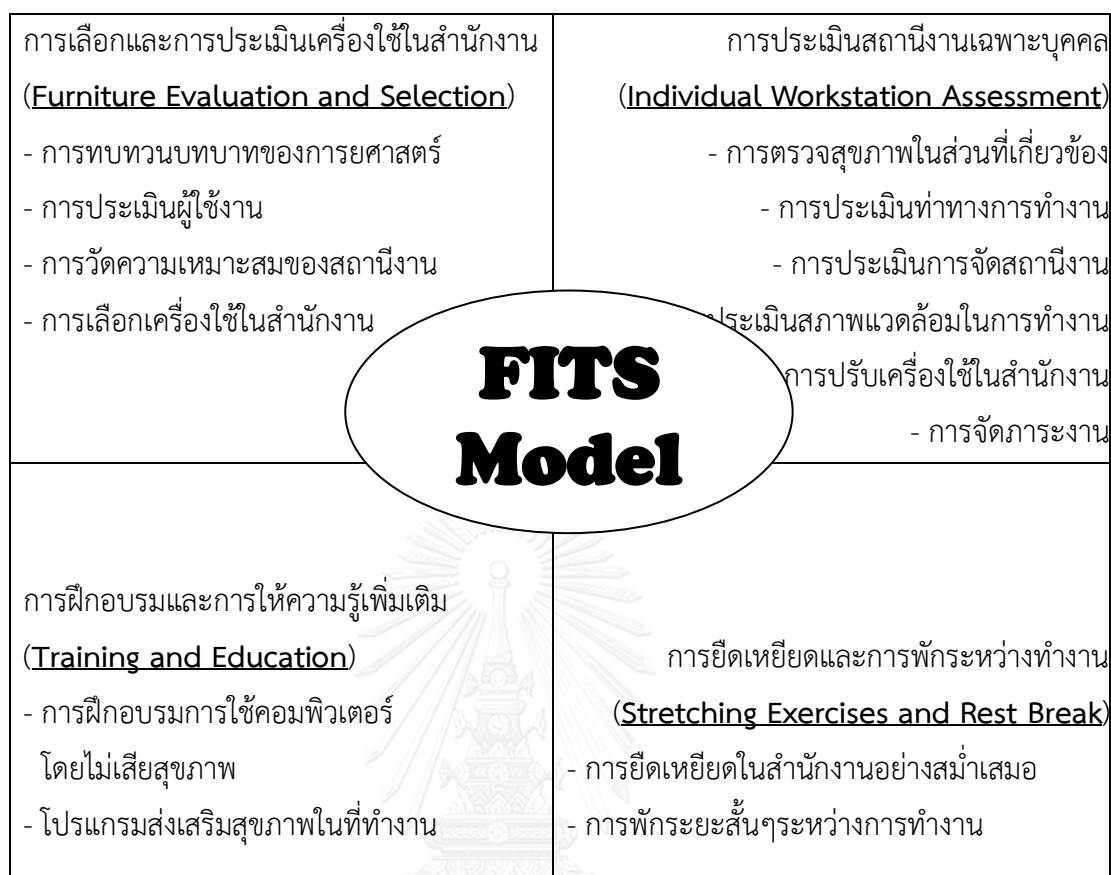 การเลือกและการประเมินเครื่องใช้ในสำนักงาน
(Furniture Evaluation and Selection)
- การทบทวนบทบาทของการยศาสตร์
- การประเมินผู้ใช้งาน
- การวัดความเหมาะสมของสถานีงาน
- การเลือกเครื่องใช้ในสำนักงาน
การประเมินสถานีงานเฉพาะบุคคล
(Individual Workstation Assessment)
- การตรวจสุขภาพในส่วนที่เกี่ยวข้อง
- การประเมินท่าทางการทำงาน
- การประเมินการจัดสถานีงาน
ประเมินสภาพแวดล้อมในการทำงาน
การปรับเครื่องใช้ในสำนักงาน
- การจัดภาระงาน
FITS
Model
การฝึกอบรมและการให้ความรู้เพิ่มเติม
(Training and Education)
- การฝึกอบรมการใช้คอมพิวเตอร์
โดยไม่เสียสุขภาพ
- โปรแกรมส่งเสริมสุขภาพในที่ทำงาน
การยืดเหยียดและการพักระหว่างทำงาน
(Stretching Exercises and Rest Break)
- การยืดเหยียดในสำนักงานอย่างสม่ำเสมอ
- การพักระยะสั้นๆระหว่างการทำงาน